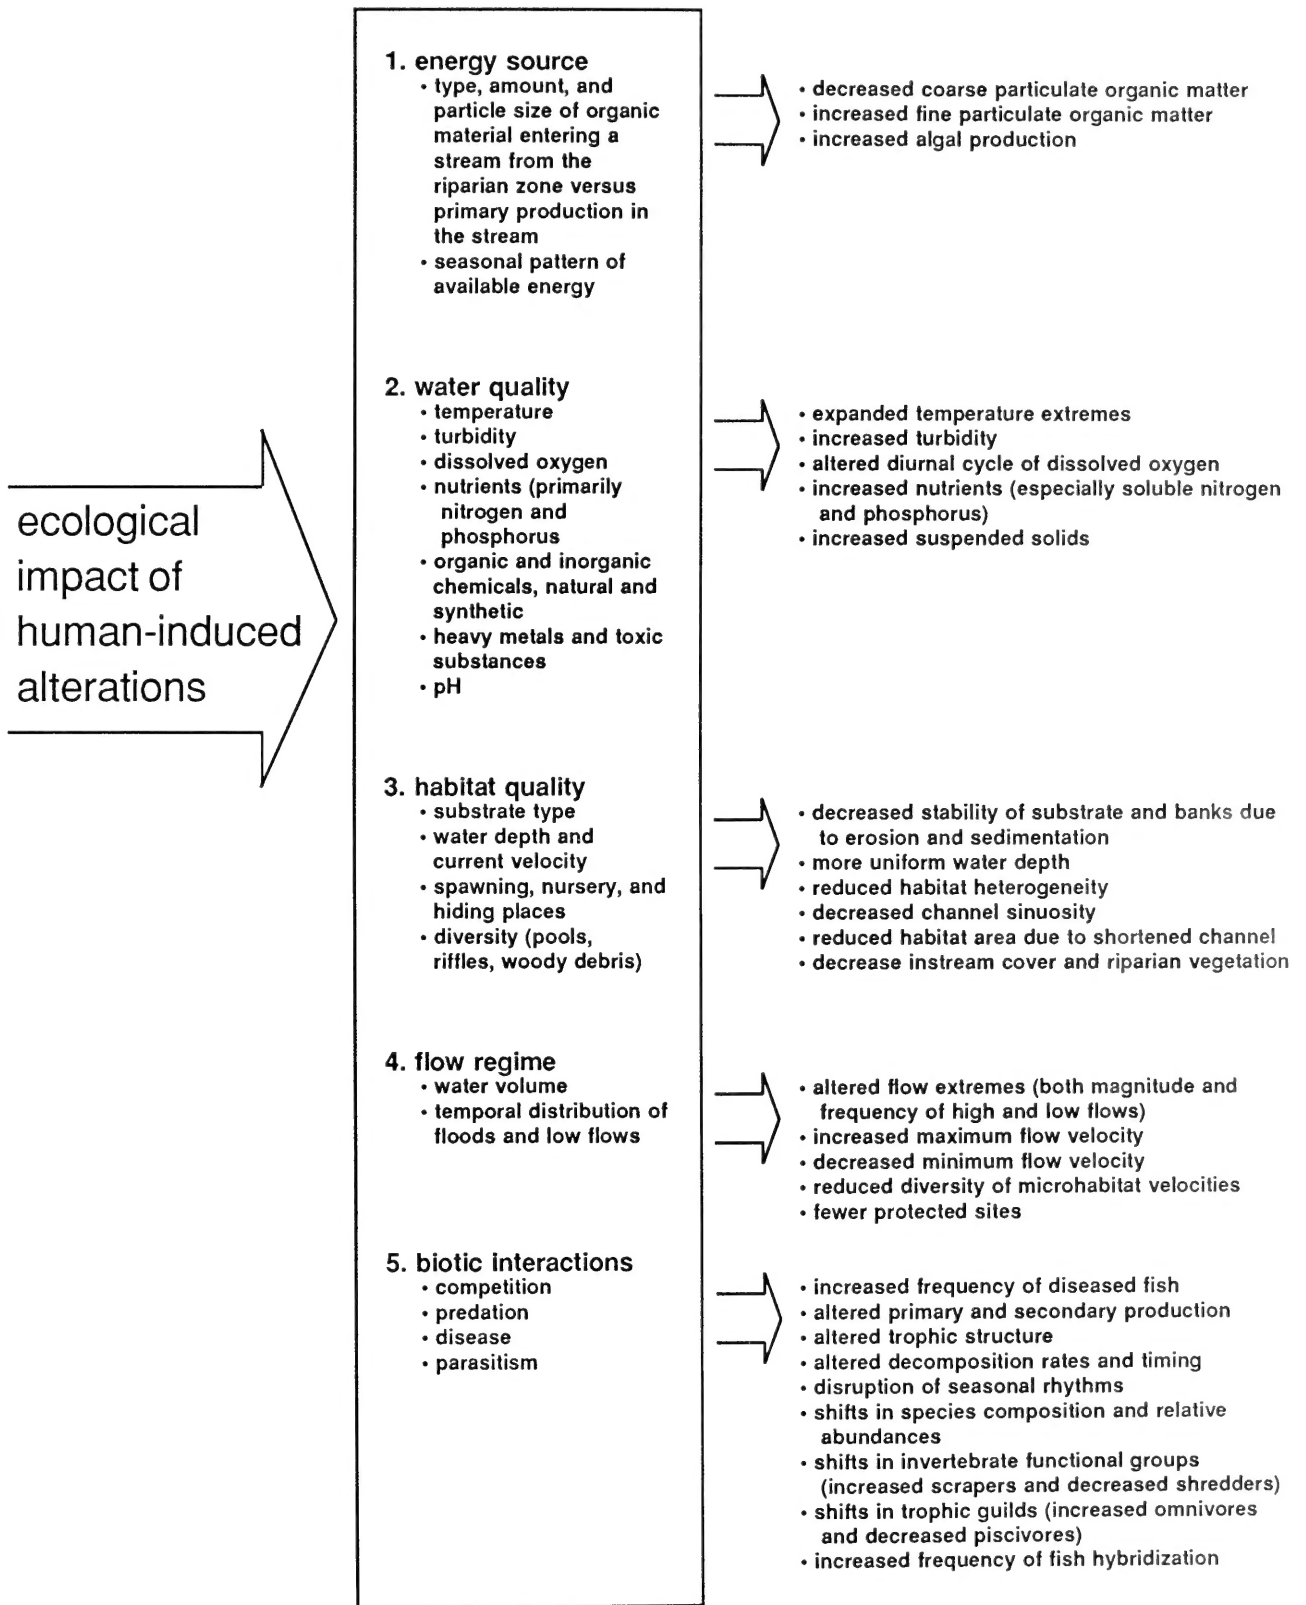 ecological
impact of
human-induced
alterations
1. energy source
• type, amount, and
particle size of organic
material entering a
stream from the
riparian zone versus
primary production in
the stream
• seasonal pattern of
available energy
• decreased coarse particulate organic matter
• increased fine particulate organic matter
• increased algal production
2. water quality
• temperature
• turbidity
• dissolved oxygen
• nutrients (primarily
nitrogen and
phosphorus
• organic and inorganic
chemicals, natural and
synthetic
• heavy metals and toxic
substances
• pH
• expanded temperature extremes
• increased turbidity
• altered diurnal cycle of dissolved oxygen
• increased nutrients (especially soluble nitrogen
and phosphorus)
• increased suspended solids
3. habitat quality
• substrate type
• water depth and
current velocity
• spawning, nursery, and
hiding places
• diversity (pools,
riffles, woody debris)
• decreased stability of substrate and banks due
to erosion and sedimentation
• more uniform water depth
• reduced habitat heterogeneity
• decreased channel sinuosity
• reduced habitat area due to shortened channel
• decrease instream cover and riparian vegetation
4. flow regime
• water volume
• temporal distribution of
floods and low flows
• altered flow extremes (both magnitude and
frequency of high and low flows)
• increased maximum flow velocity
• decreased minimum flow velocity
• reduced diversity of microhabitat velocities
• fewer protected sites
5. biotic interactions
• competition
• predation
• disease
• parasitism
• increased frequency of diseased fish
• altered primary and secondary production
• altered trophic structure
• altered decomposition rates and timing
• disruption of seasonal rhythms
• shifts in species composition and relative
abundances
• shifts in invertebrate functional groups
(increased scrapers and decreased shredders)
• shifts in trophic guilds (increased omnivores
and decreased piscivores)
• increased frequency of fish hybridization